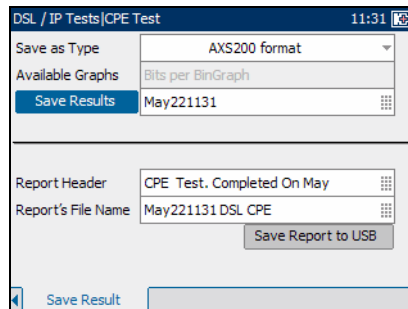 DSL / IP Tests|CPE Test 11:31
Save as Type AXS200 format
Available Graphs Bits per BinGraph
Save Results May221131
Report Header CPE Test. Completed On May
Report's File Name May221131 DSL CPE
Save Report to USB
Save Result